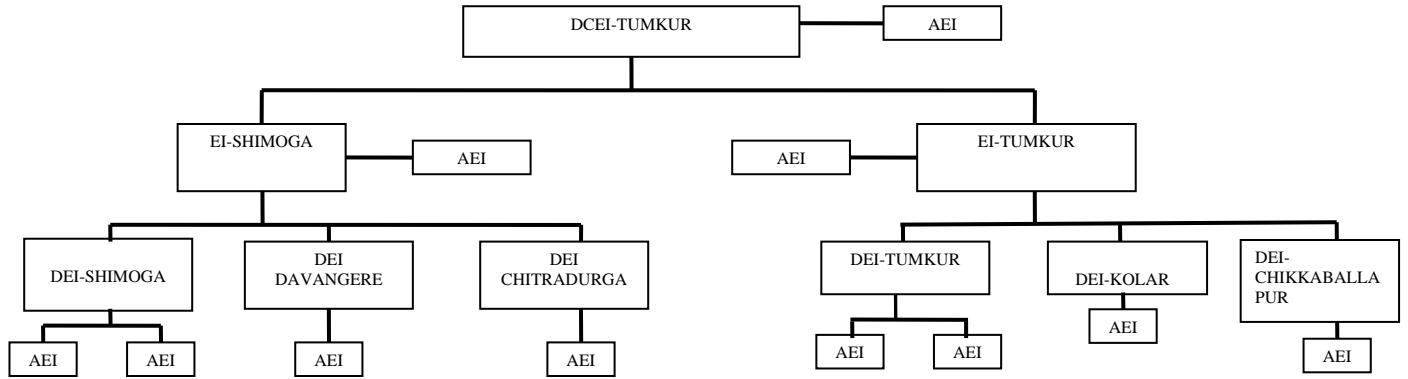 DCEI-TUMKUR
AEI
EI-SHIMOGA
AEI
AEI
EI-TUMKUR
DEI-SHIMOGA
DEI
DAVANGERE
DEI
CHITRADURGA
DEI-TUMKUR
DEI-KOLAR
DEI-
CHIKKABALLA
PUR
AEI
AEI
AEI
AEI
AEI
AEI
AEI
AEI